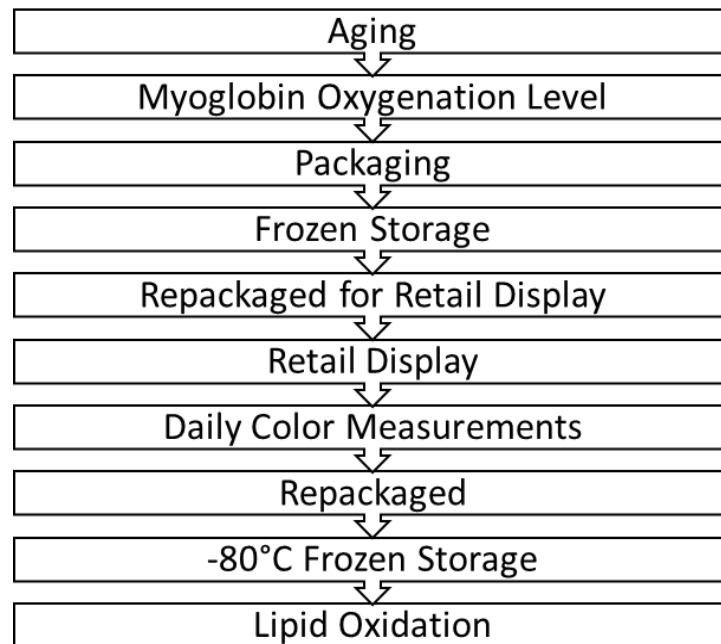 Aging
Myoglobin Oxygenation Level
Packaging
Frozen Storage
Repackaged for Retail Display
Retail Display
Daily Color Measurements
Repackaged
-80°C Frozen Storage
Lipid Oxidation